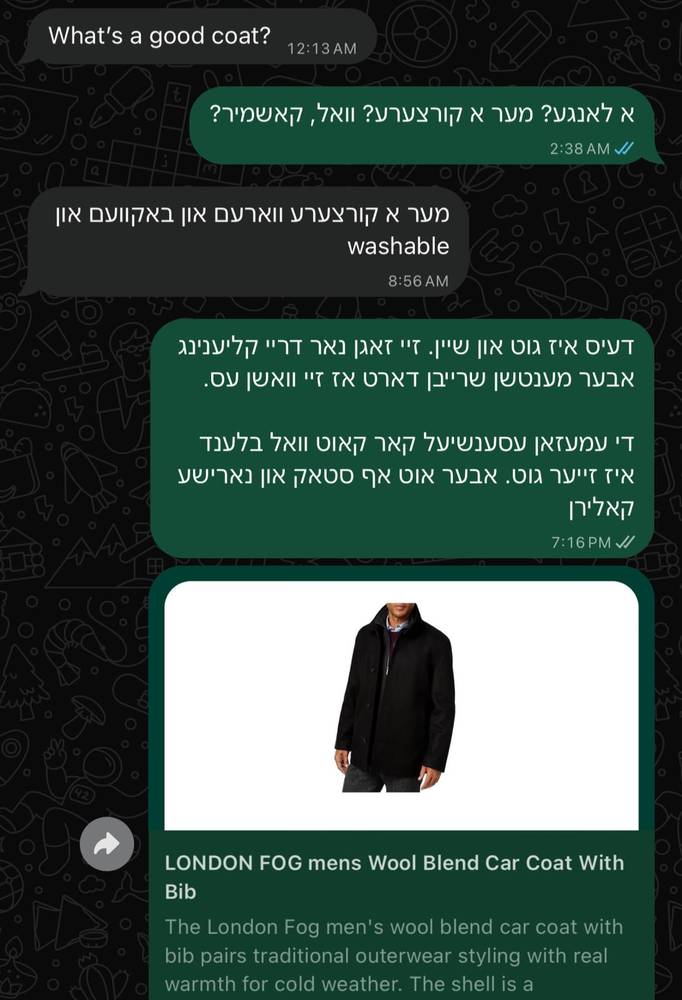 What's a good coat?
12:13 AM
א לאנגע? מער א קורצערע? וואל, קאשמיר?
2:38 AM
מער א קורצערע ווארעם און באקוועם און
washable
8:56 AM
דעיס איז גוט און שיין. זיי זאגן נאר דריי קליענינג
אבער מענטשן שרייבן דארט אז זיי וואשן עס.
די עמעזאן עסענשיעל קאר קאוט וואל בלענד
איז זייער גוט. אבער אוט אף סטאק און נארישע
קאלירן
7:16 PM
LONDON FOG mens Wool Blend Car Coat With
Bib
The London Fog men's wool blend car coat with
bib pairs traditional outerwear styling with real
warmth for cold weather. The shell is a